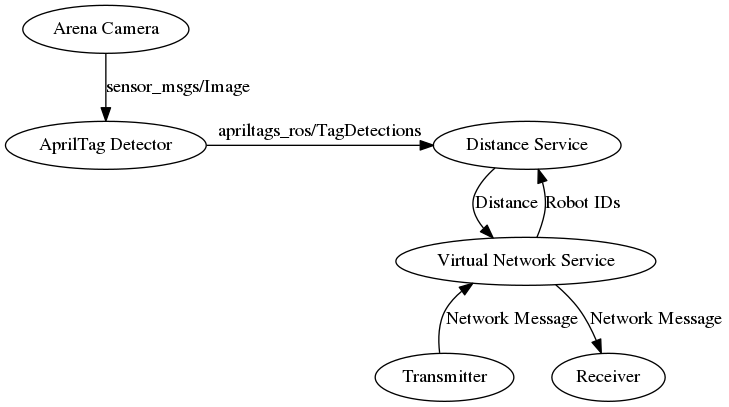 Arena Camera
sensor_msgs/Image
AprilTag Detector
apriltags_ros/TagDetections
Distance Service
Distance
Robot IDs
Virtual Network Service
Network Message
Network Message
Transmitter
Receiver